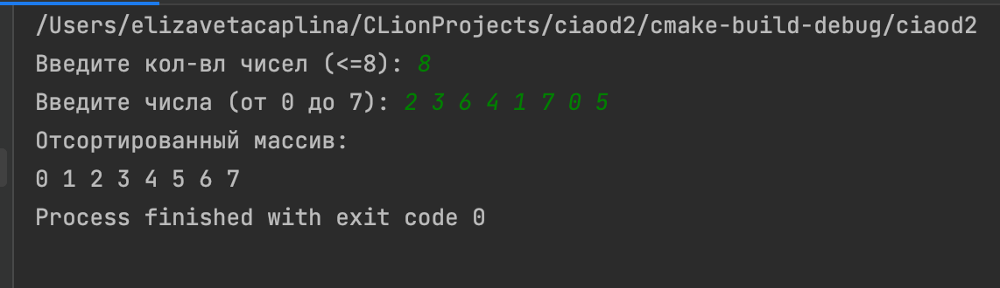 /Users/elizavetacaplina/CLionProjects/ciaod2/cmake-build-debug/ciaod2
Введите кол-вл чисел (<=8): 8
Введите числа (от 0 до 7): 2 3 6 4 1 7 0 5
Отсортированный массив:
0 1 2 3 4 5 6 7
Process finished with exit code 0